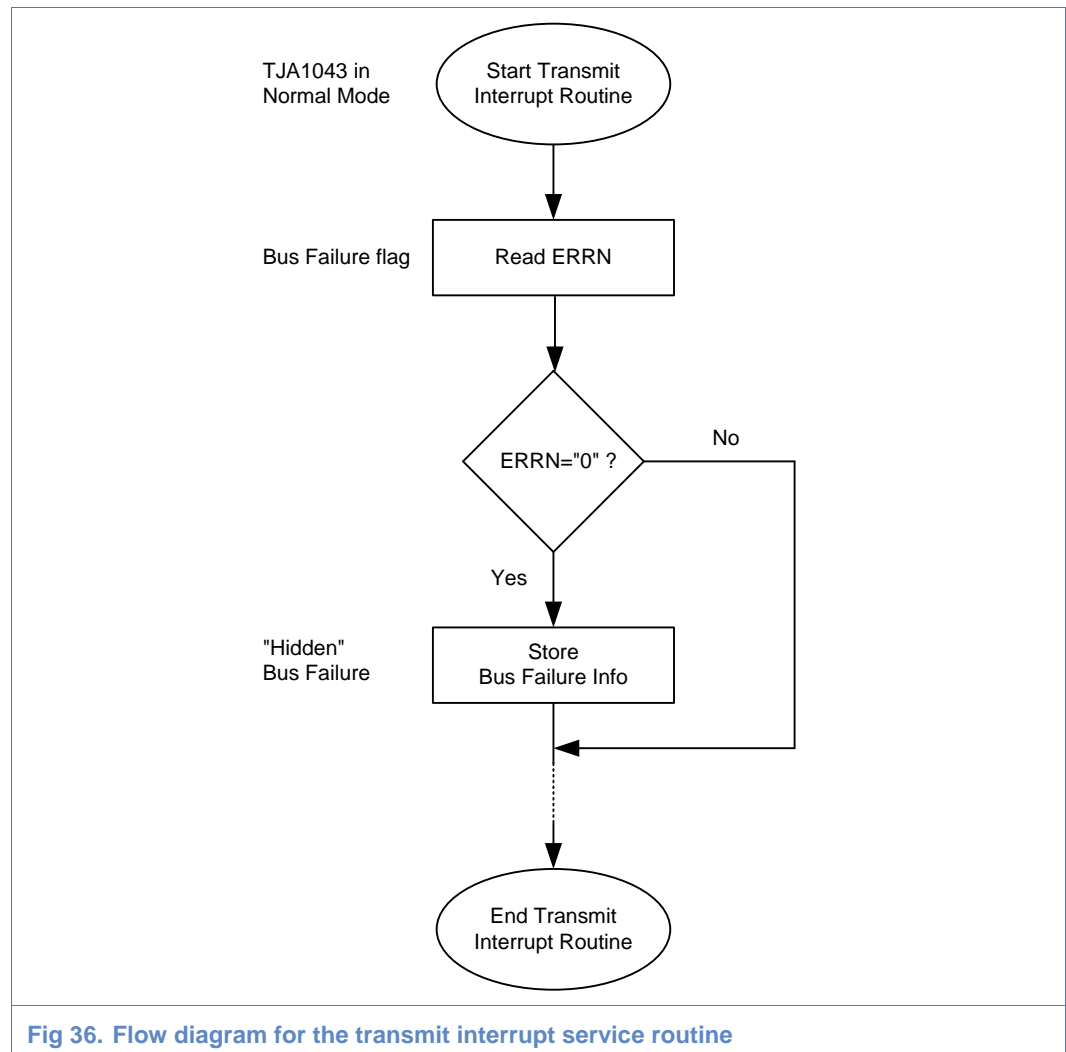 TJA1043 in
Normal Mode
Start Transmit
Interrupt Routine
Bus Failure flag
Read ERRN
ERRN="0" ?
No
Yes
"Hidden"
Bus Failure
Store
Bus Failure Info
End Transmit
Interrupt Routine
Fig 36. Flow diagram for the transmit interrupt service routine